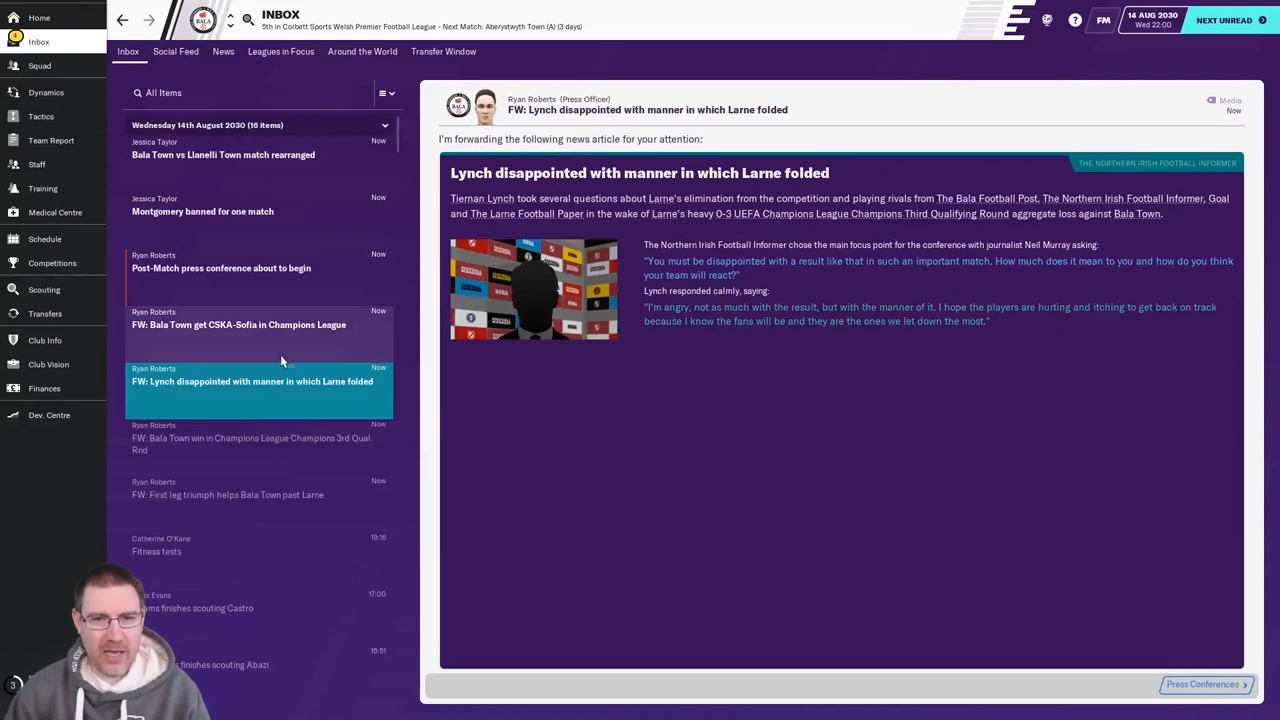 Home
4
Inbox
Squad
Dynamics
Tactics
Team Report
Staff
Training
Medical Centre
Schedule
Competitions
Scouting
Transfers
Club Info
Club Vision
Finances
Dev. Centre
3
BALA
INBOX
5th in Corbett Sports Welsh Premier Football League - Next Match: Aberystwyth Town (A) (3 days)
?
FM
14 AUG 2030
Wed 22:00
NEXT UNREAD
Inbox
Social Feed
News
Leagues in Focus
Around the World
Transfer Window
All Items
Wednesday 14th August 2030 (16 items)
Jessica Taylor
Now
Bala Town vs Llanelli Town match rearranged
Jessica Taylor
Now
Montgomery banned for one match
Ryan Roberts
Now
Post-Match press conference about to begin
Ryan Roberts
Now
FW: Bala Town get CSKA-Sofia in Champions League
Ryan Roberts
Now
FW: Lynch disappointed with manner in which Larne folded
Ryan Roberts
Now
FW: Bala Town win in Champions League Champions 3rd Qual.
Rnd
Ryan Roberts
Now
FW: First leg triumph helps Bala Town past Larne
Catherine O'Kane
19:16
Fitness tests
Evans
17:00
finishes scouting Castro
16:51
finishes scouting Abazi
BALA
Ryan Roberts (Press Officer)
FW: Lynch disappointed with manner in which Larne folded
Media
Now
I'm forwarding the following news article for your attention:
THE NORTHERN IRISH FOOTBALL INFORMER
Lynch disappointed with manner in which Larne folded
Tiernan Lynch took several questions about Larne's elimination from the competition and playing rivals from The Bala Football Post, The Northern Irish Football Informer, Goal
and The Larne Football Paper in the wake of Larne's heavy 0-3 UEFA Champions League Champions Third Qualifying Round aggregate loss against Bala Town.
The Northern Irish Football Informer chose the main focus point for the conference with journalist Neil Murray asking:
"You must be disappointed with a result like that in such an important match. How much does it mean to you and how do you think
your team will react?"
Lynch responded calmly, saying:
"I'm angry, not as much with the result, but with the manner of it. I hope the players are hurting and itching to get back on track
because I know the fans will be and they are the ones we let down the most."
Press Conferences